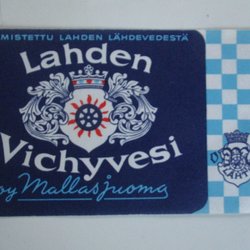 MISTETTU LAHDEN LÄHDEVEDESTÄ
Lahden
Vichyvesi
oy Mallasjuoma